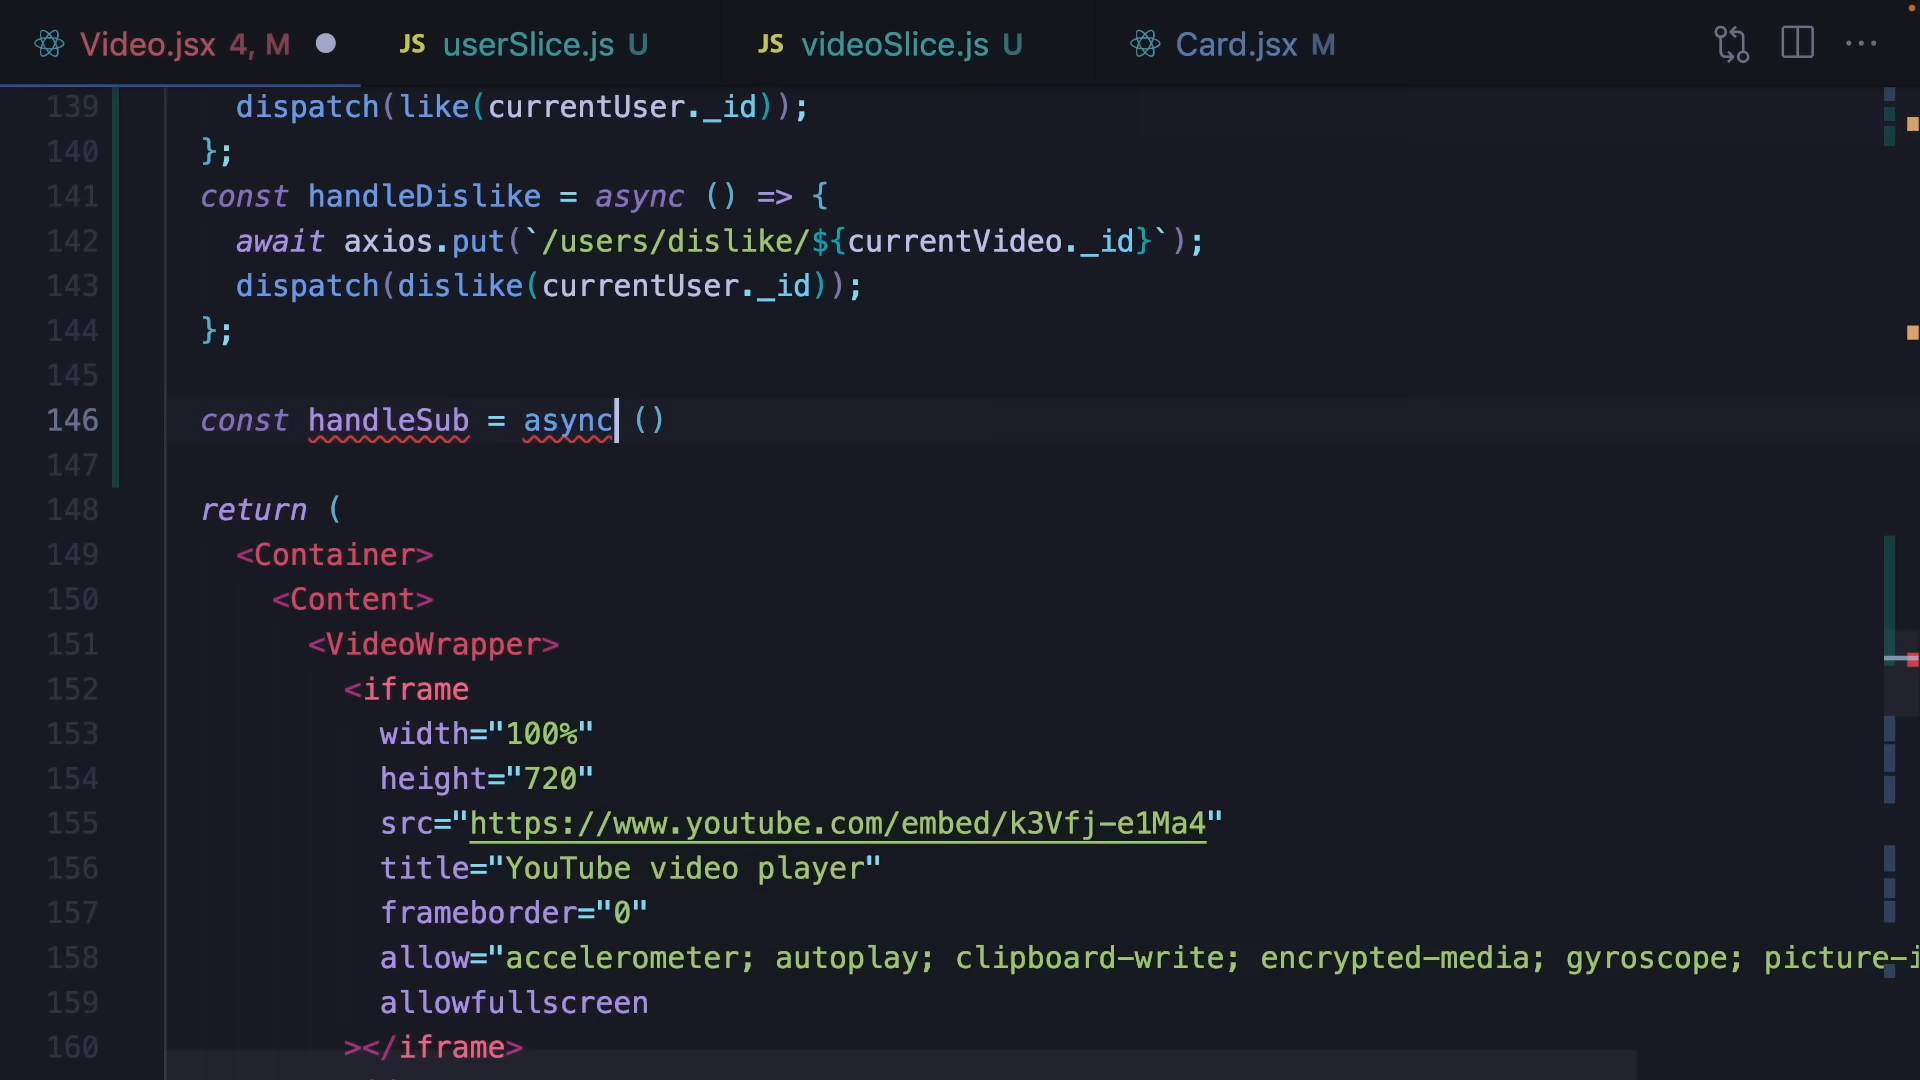 Video.jsx 4, M JS userSlice.js U JS videoSlice.js U Card.jsx M
139 dispatch(like(currentUser._id));
140 };
141 const handleDislike = async () => {
142 await axios.put(`/users/dislike/${currentVideo._id}`);
143 dispatch(dislike(currentUser._id));
144 };
145
146 const handleSub = async ()
147
148 return (
149 <Container>
150 <Content>
151 <VideoWrapper>
152 <iframe
153 width="100%"
154 height="720"
155 src="https://www.youtube.com/embed/k3Vfj-e1Ma4"
156 title="YouTube video player"
157 frameborder="0"
158 allow="accelerometer; autoplay; clipboard-write; encrypted-media; gyroscope; picture-i
159 allowfullscreen
160 ></iframe>